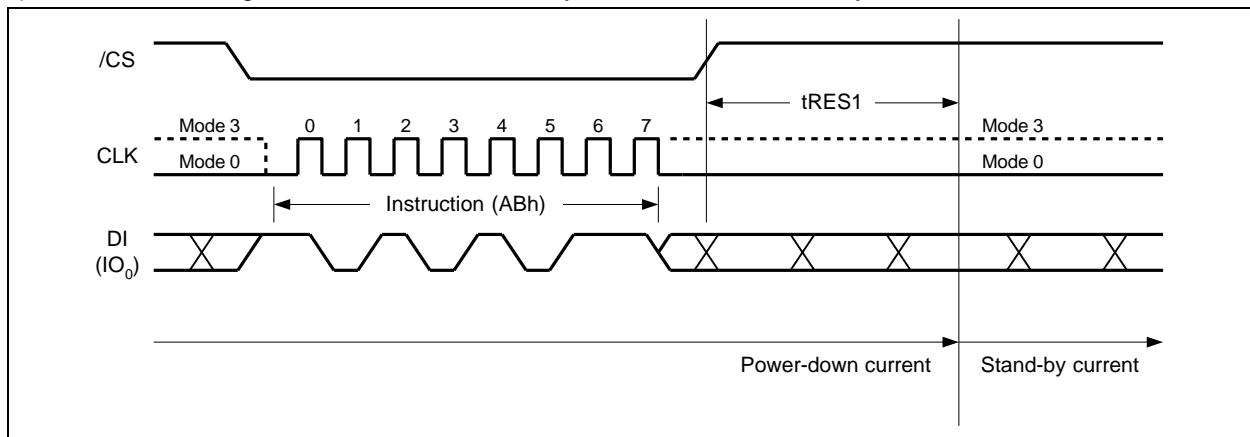 /CS
tRES1
Mode 3 0 1 2 3 4 5 6 7 Mode 3
CLK
Mode 0 Mode 0
Instruction (ABh)
DI
(IO0)
Power-down current Stand-by current